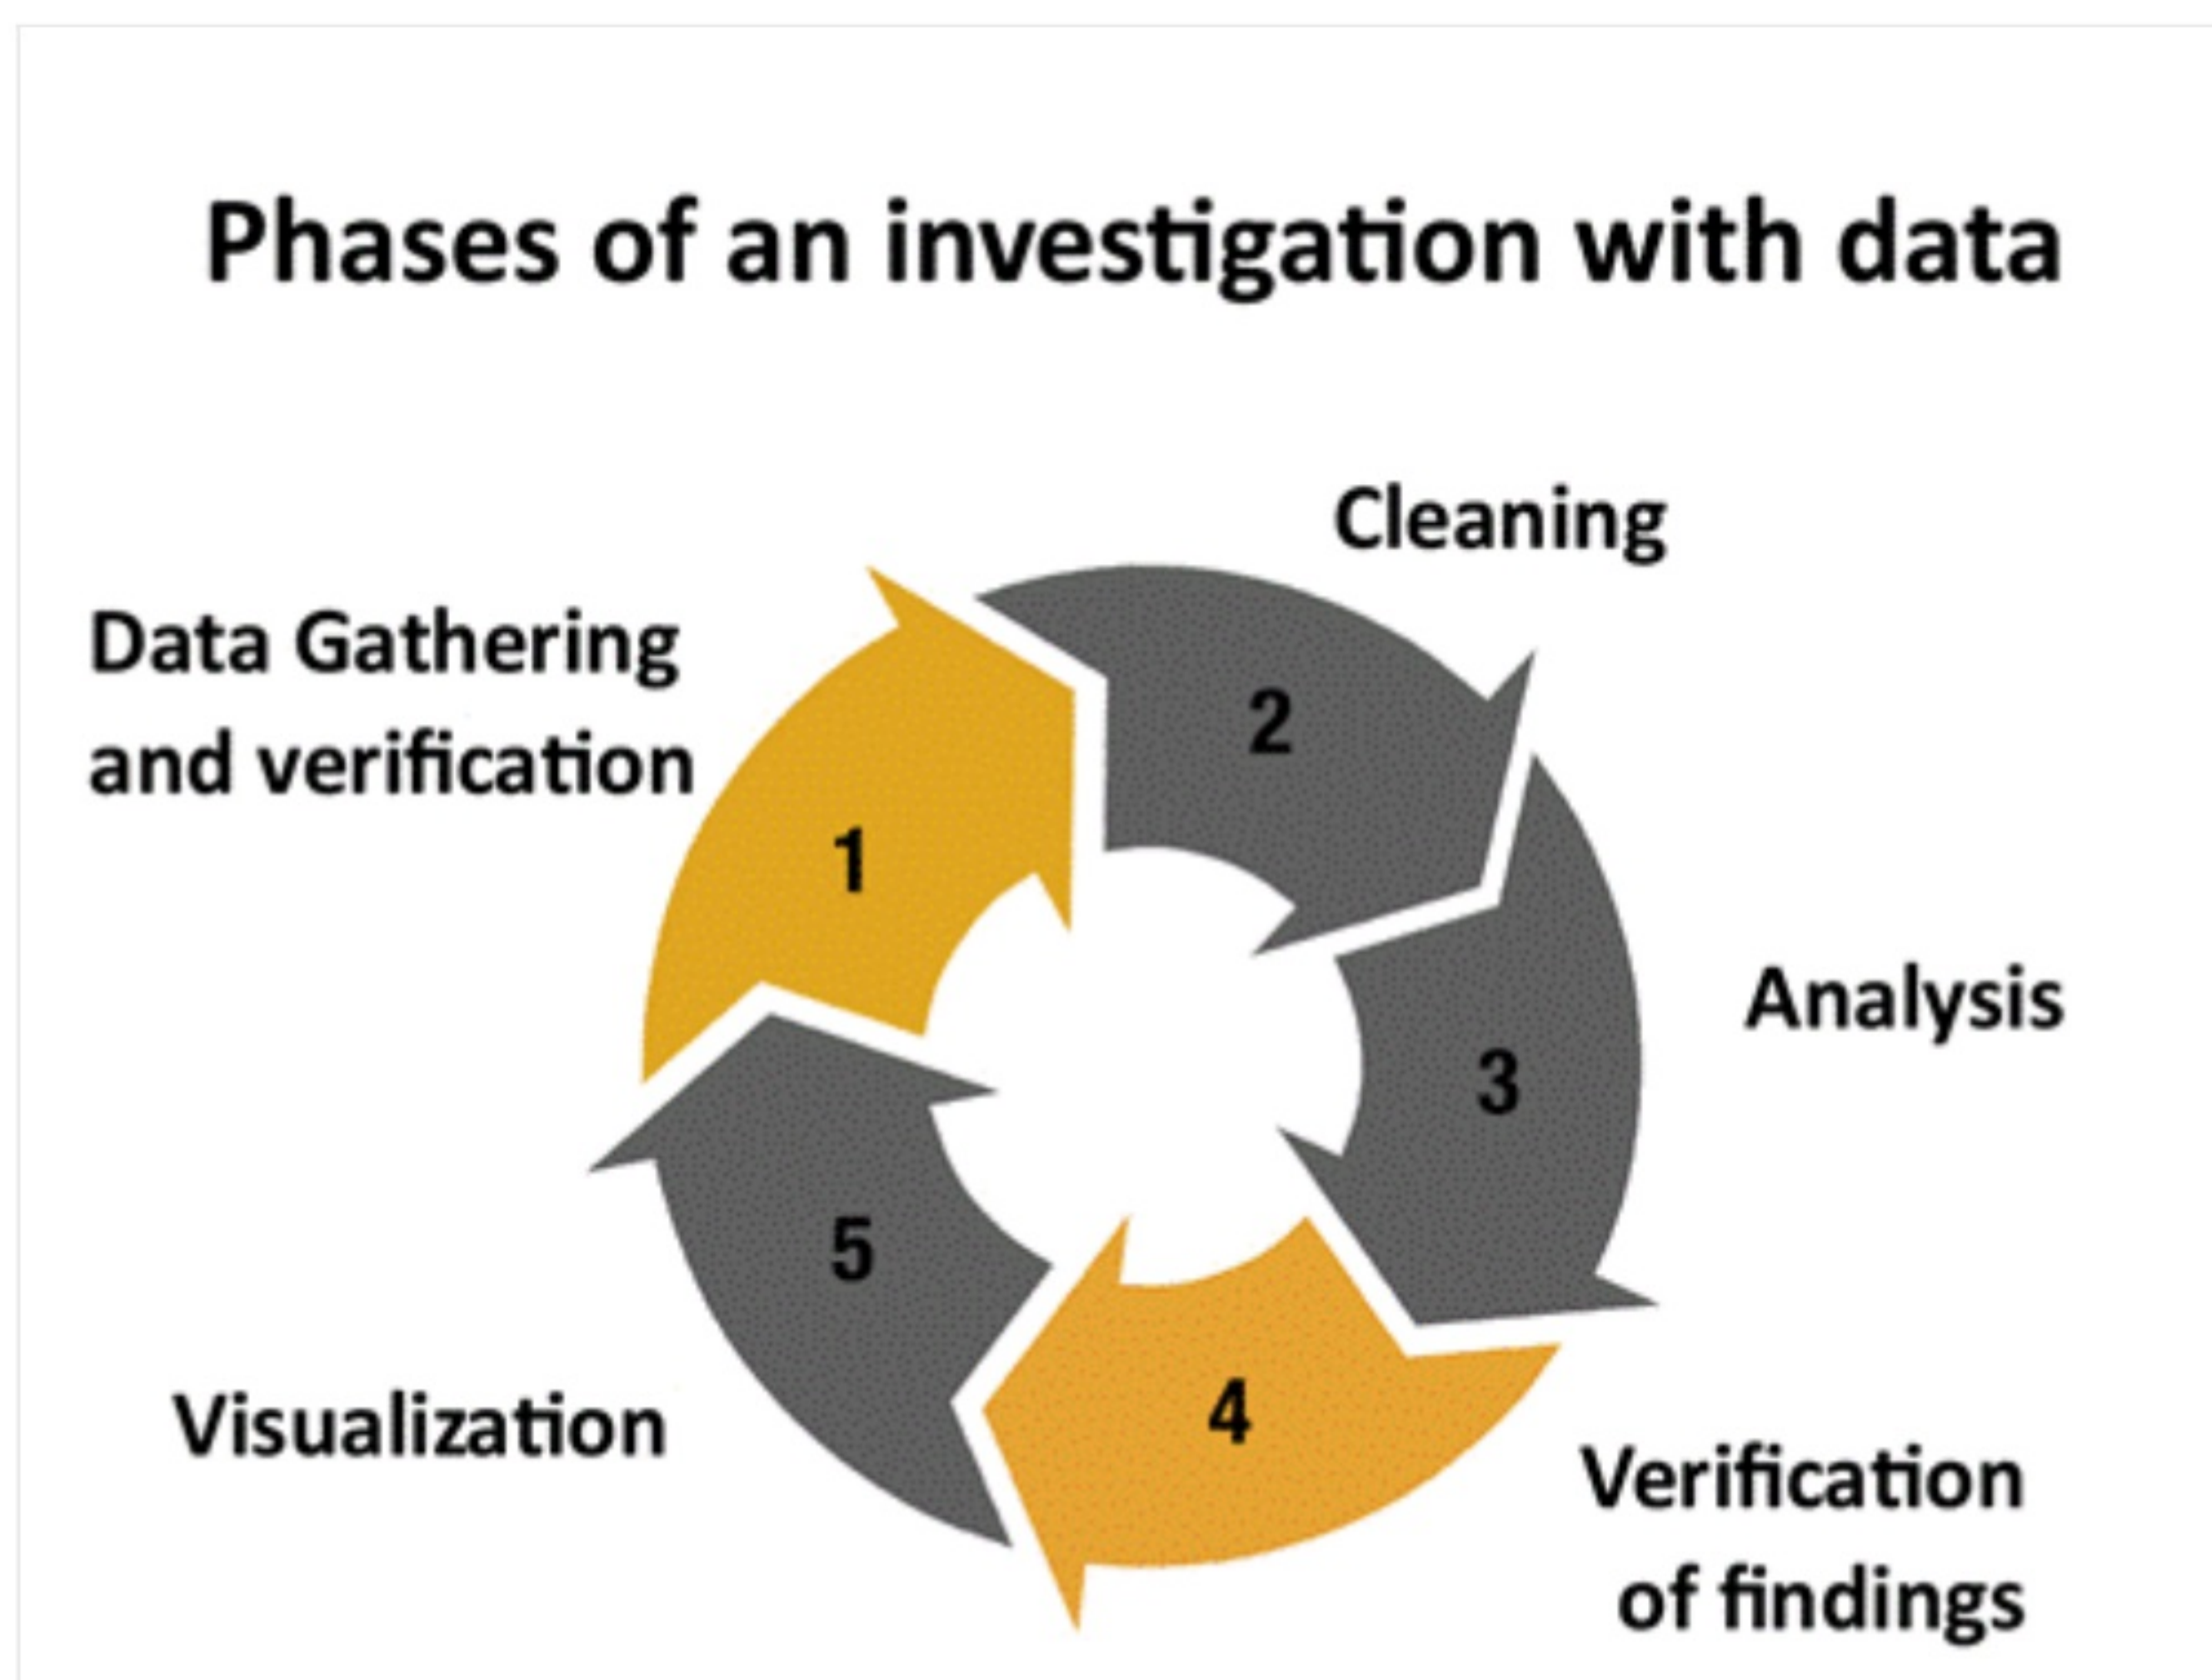 Phases of an investigation with data
Data Gathering
and verification
1
Cleaning
2
Analysis
3
Verification
of findings
4
Visualization
5